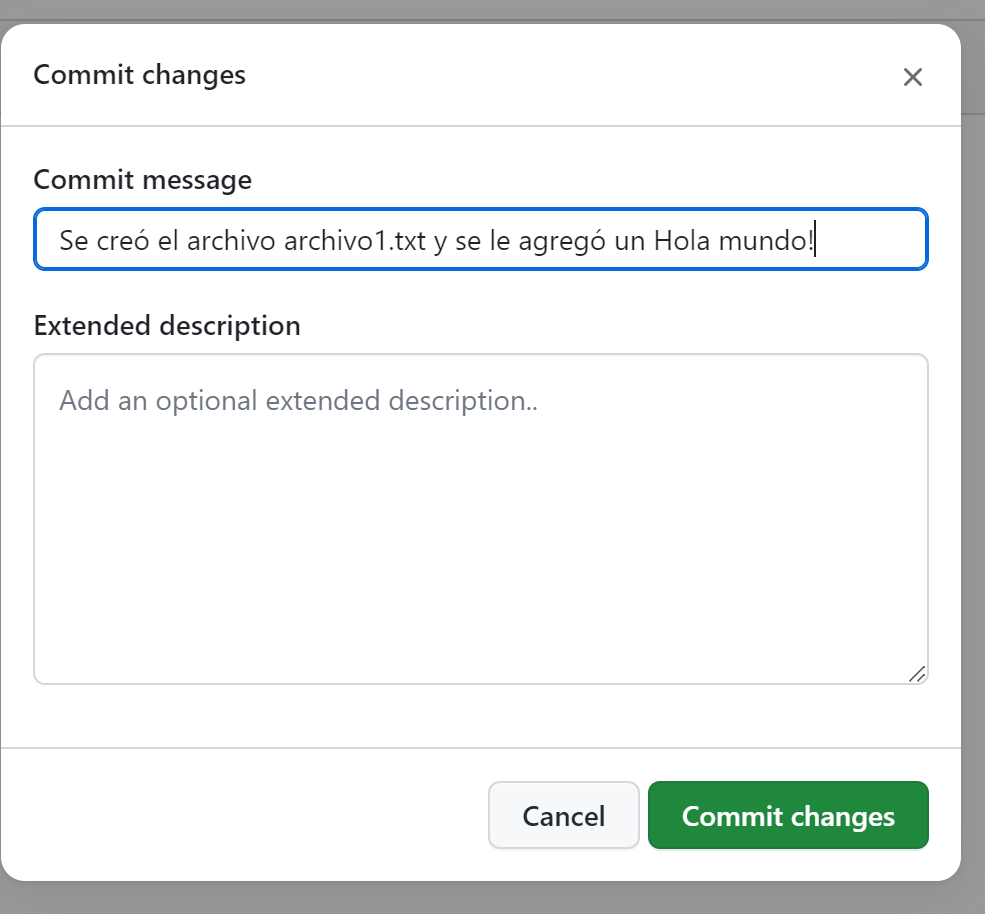 Commit changes
Commit message
Se creó el archivo archivo1.txt y se le agregó un Hola mundo!
Extended description
Add an optional extended description..
Cancel
Commit changes